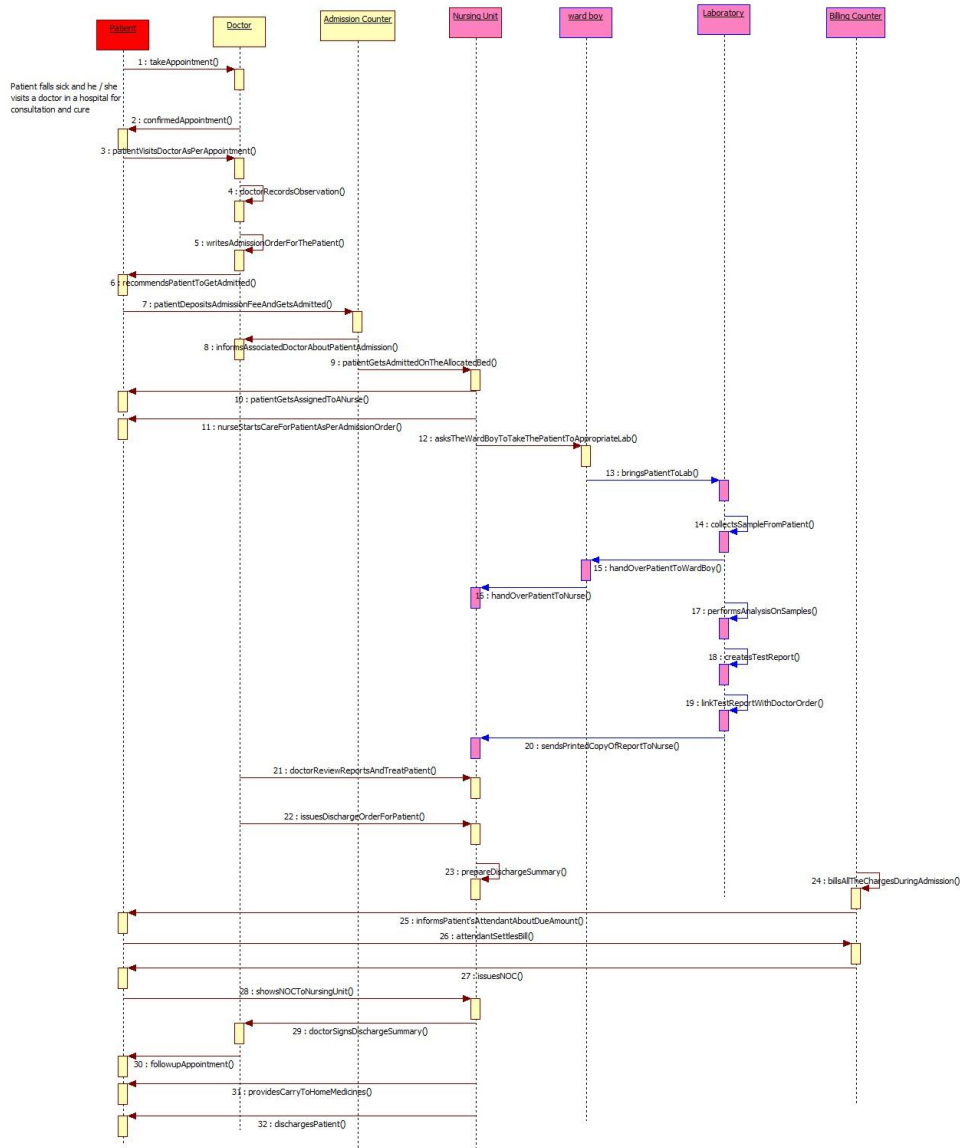 Patient
Doctor
Admission Counter
Nursing Unit
ward boy
Laboratory
Billing Counter
1 : takeAppointment()
Patient falls sick and he / she
visits a doctor in a hospital for
consultation and cure
2 : confirmedAppointment()
3 : patientVisitsDoctorAsPerAppointment()
4 : doctorRecordsObservation()
5 : writesAdmissionOrderForThePatient()
6 : recommendsPatientToGetAdmitted()
7 : patientDepositsAdmissionFeeAndGetsAdmitted()
8 : informsAssociatedDoctorAboutPatientAdmission()
9 : patientGetsAdmittedOnTheAllocatedBed()
10 : patientGetsAssignedToANurse()
11 : nurseStartsCareForPatientAsPerAdmissionOrder()
12 : asksTheWardBoyToTakeThePatientToAppropriateLab()
13 : bringsPatientToLab()
14 : collectsSampleFromPatient()
15 : handOverPatientToWardBoy()
16 : handOverPatientToNurse()
17 : performsAnalysisOnSamples()
18 : createsTestReport()
19 : linkTestReportWithDoctorOrder()
20 : sendsPrintedCopyOfReportToNurse()
21 : doctorReviewReportsAndTreatPatient()
22 : issuesDischargeOrderForPatient()
23 : prepareDischargeSummary()
24 : billsAllTheChargesDuringAdmission()
25 : informsPatient'sAttendantAboutDueAmount()
26 : attendantSettlesBill()
27 : issuesNOC()
28 : showsNOCToNursingUnit()
29 : doctorSignsDischargeSummary()
30 : followupAppointment()
31 : providesCarryToHomeMedicines()
32 : dischargesPatient()